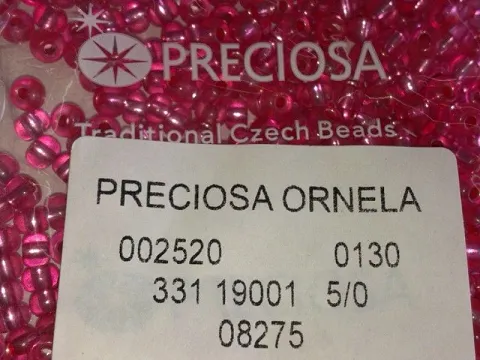 PRECIOSA
Traditional Czech Beads
PRECIOSA ORNELA
002520 0130
331 19001 5/0
08275